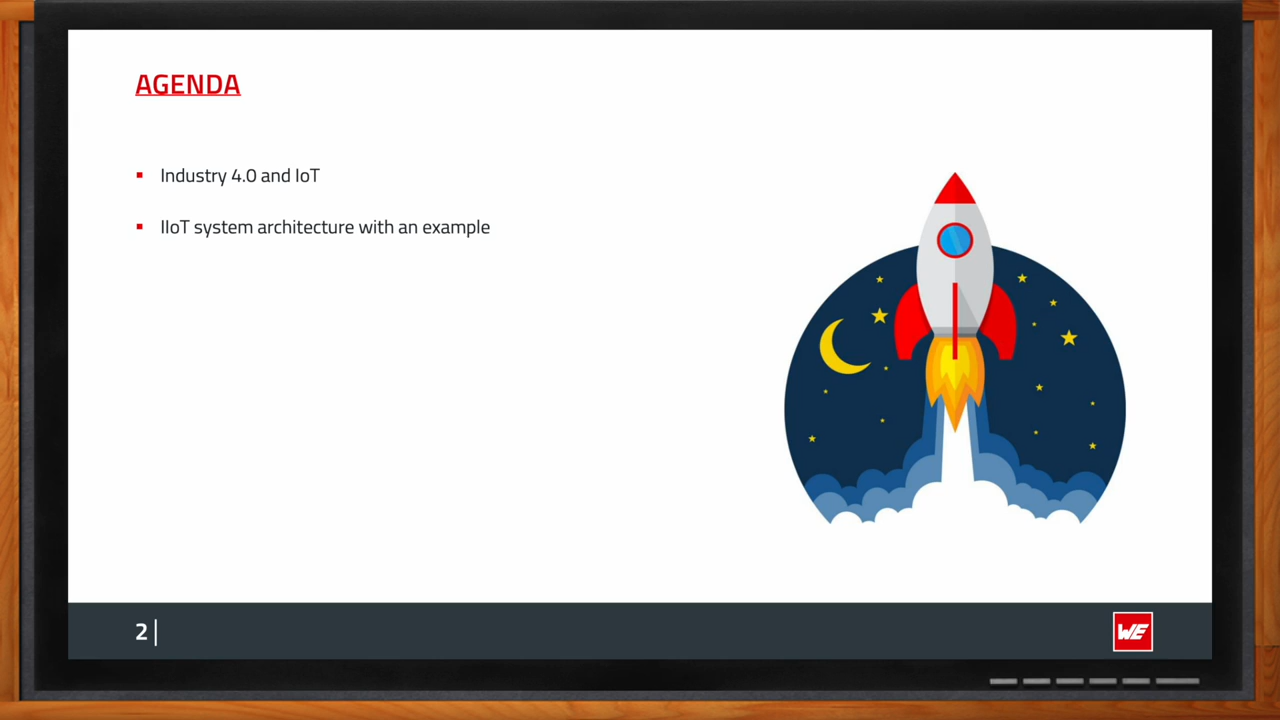 AGENDA
Industry 4.0 and IoT
IIoT system architecture with an example
2 |
WE